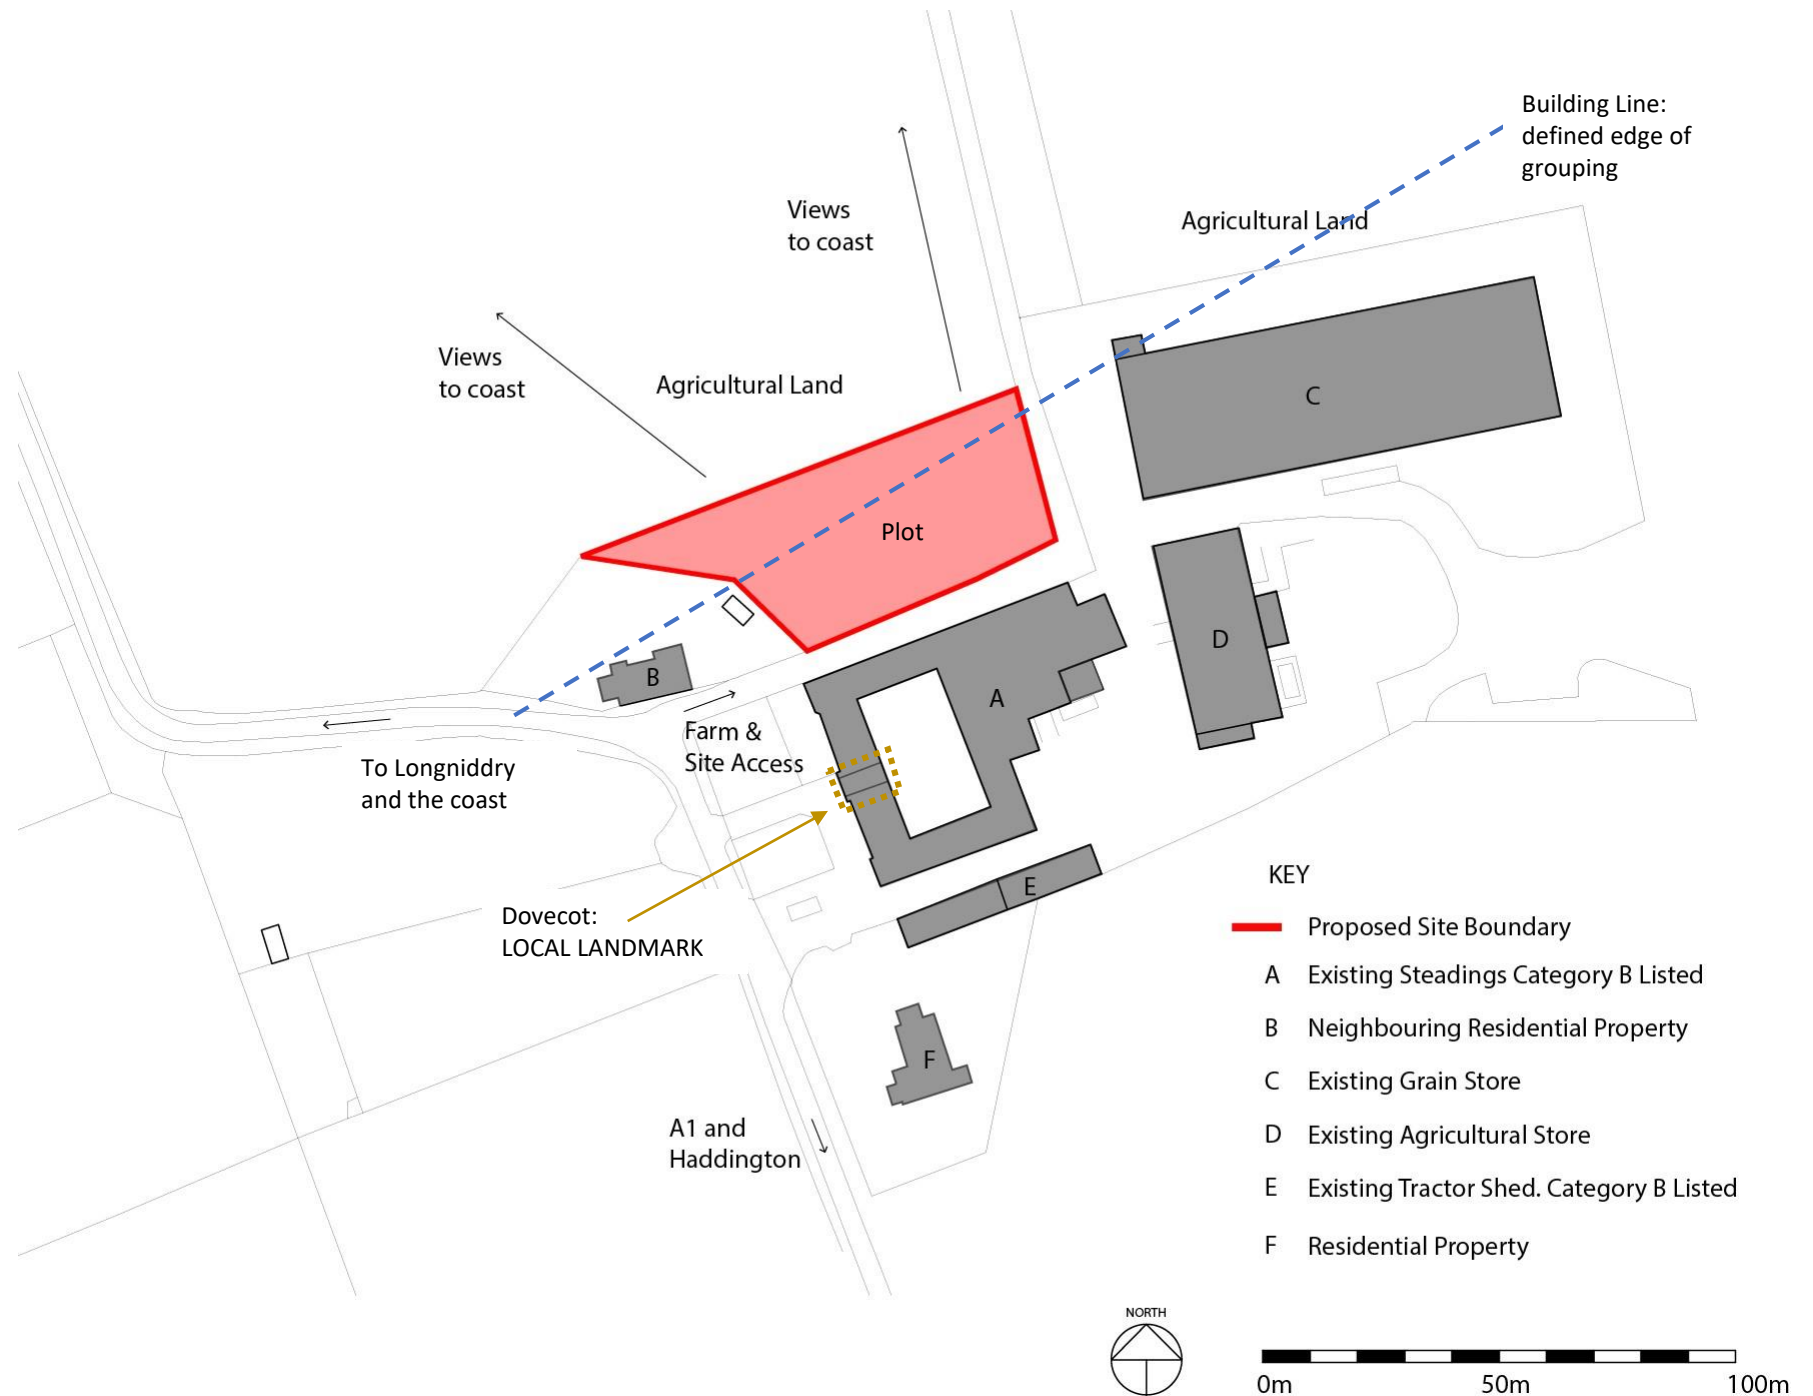 Building Line:
defined edge of
grouping
Views
to coast
Agricultural Land
Views
to coast
Agricultural Land
C
Plot
B
D
A
Farm &
Site Access
To Longniddry
and the coast
E
Dovecot:
LOCAL LANDMARK
F
A1 and
Haddington
KEY
Proposed Site Boundary
A Existing Steadings Category B Listed
B Neighbouring Residential Property
C Existing Grain Store
D Existing Agricultural Store
E Existing Tractor Shed. Category B Listed
F Residential Property
NORTH
0m 50m 100m